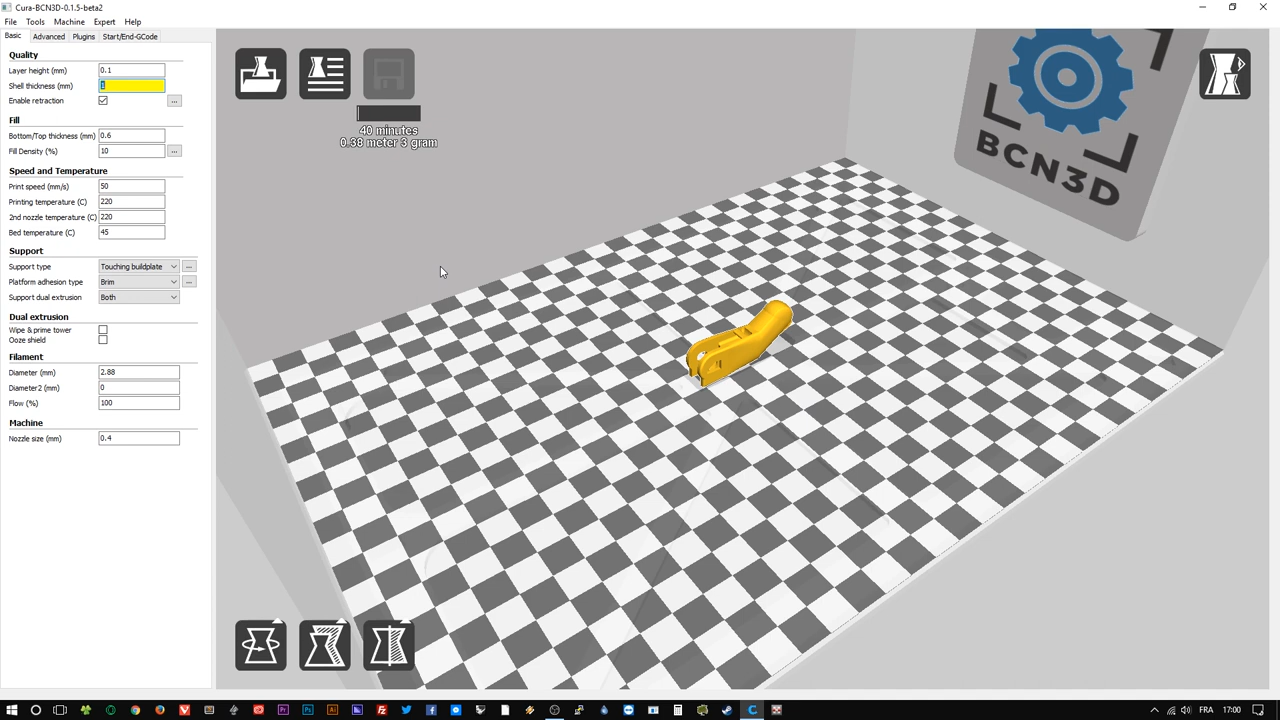 Cura-BCN3D-0.1.5-beta2
File Tools Machine Expert Help
Basic Advanced Plugins Start/End-GCode
Quality
Layer height (mm) 0.1
Shell thickness (mm) 1
Enable retraction ...
Fill
Bottom/Top thickness (mm) 0.6
Fill Density (%) 10 ...
Speed and Temperature
Print speed (mm/s) 50
Printing temperature (C) 220
2nd nozzle temperature (C) 220
Bed temperature (C) 45
Support
Support type Touching buildplate ...
Platform adhesion type Brim ...
Support dual extrusion Both
Dual extrusion
Wipe & prime tower
Ooze shield
Filament
Diameter (mm) 2.88
Diameter2 (mm) 0
Flow (%) 100
Machine
Nozzle size (mm) 0.4
40 minutes
0.38 meter 3 gram
BCN3D
FRA 17:00